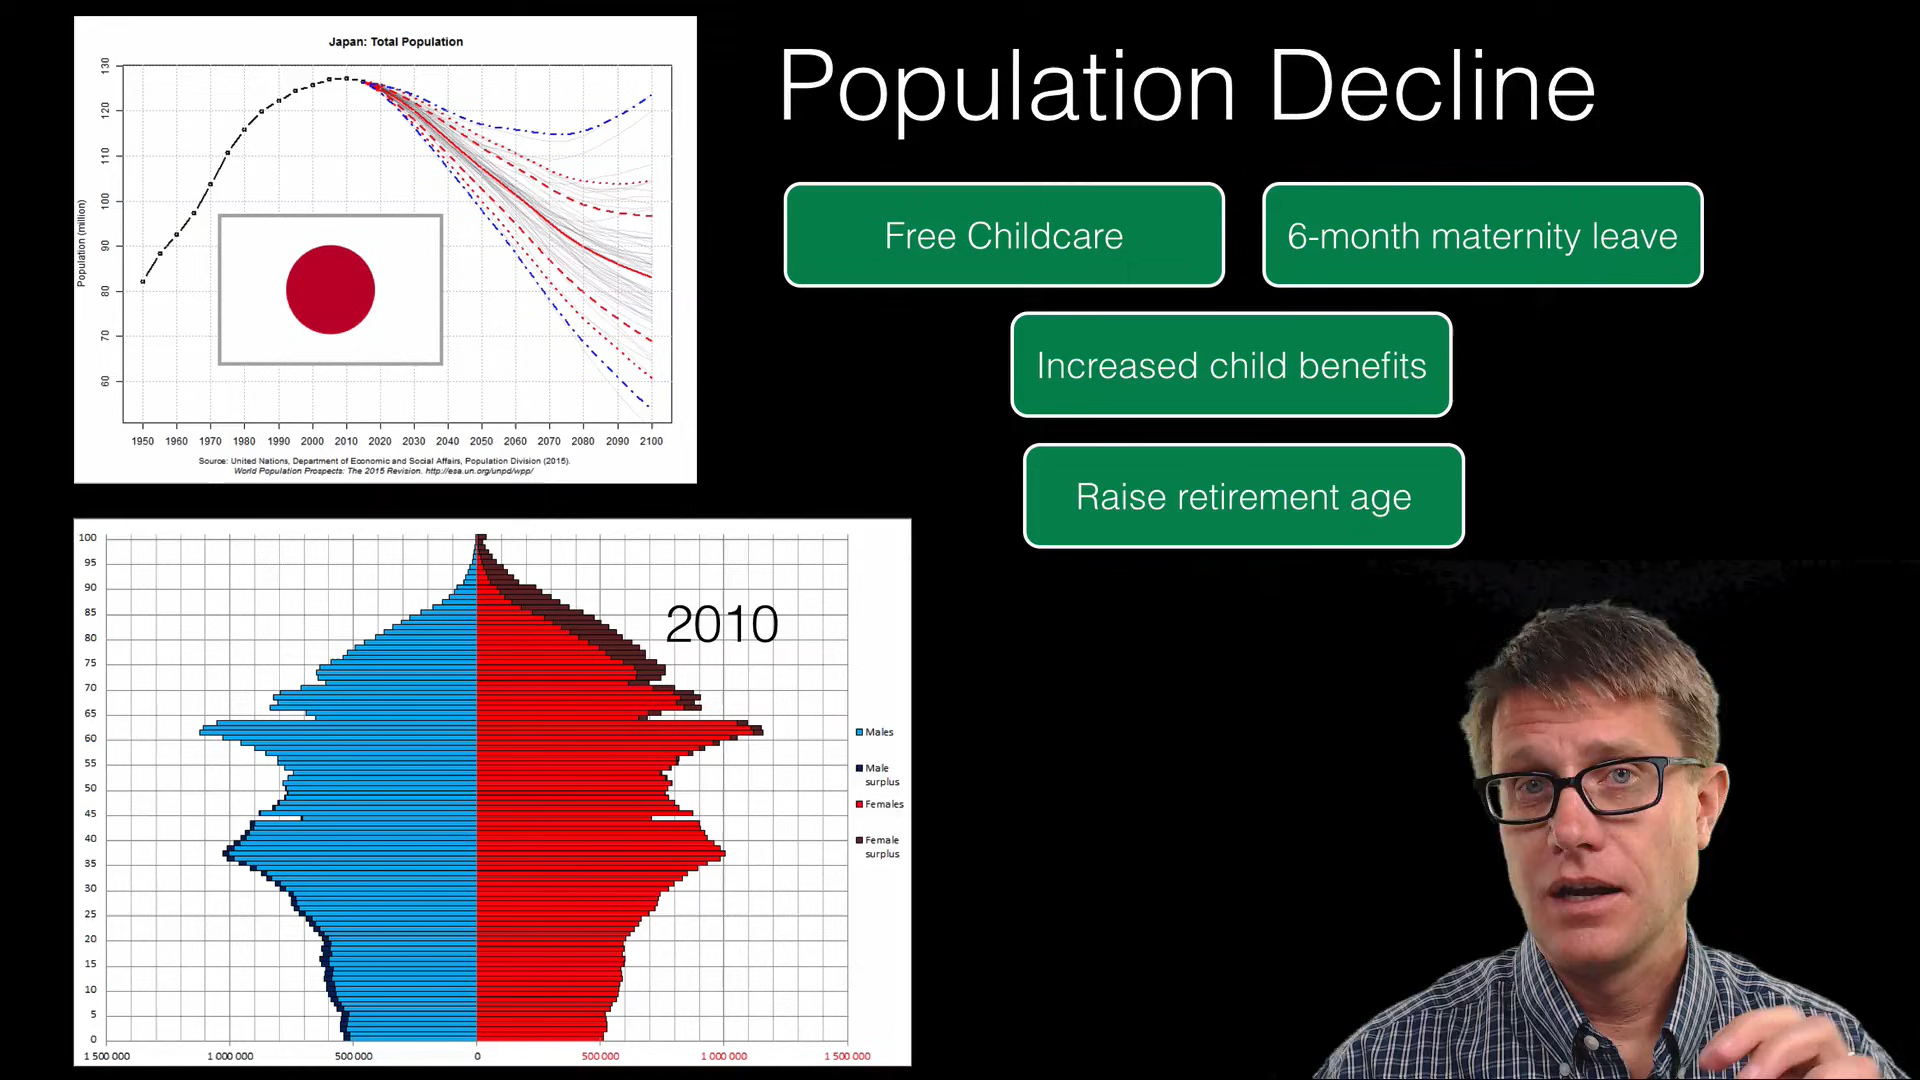 Japan: Total Population
Population (million)
130
120
110
100
90
80
70
60
1950 1960 1970 1980 1990 2000 2010 2020 2030 2040 2050 2060 2070 2080 2090 2100
Source: United Nations, Department of Economic and Social Affairs, Population Division (2015).
World Population Prospects: The 2015 Revision. http://esa.un.org/unpd/wpp/
Population Decline
Free Childcare
6-month maternity leave
Increased child benefits
Raise retirement age
2010
100
95
90
85
80
75
70
65
60
55
50
45
40
35
30
25
20
15
10
5
0
1 500 000 1 000 000 500 000 0 500 000 1 000 000 1 500 000
Males
Male
surplus
Females
Female
surplus